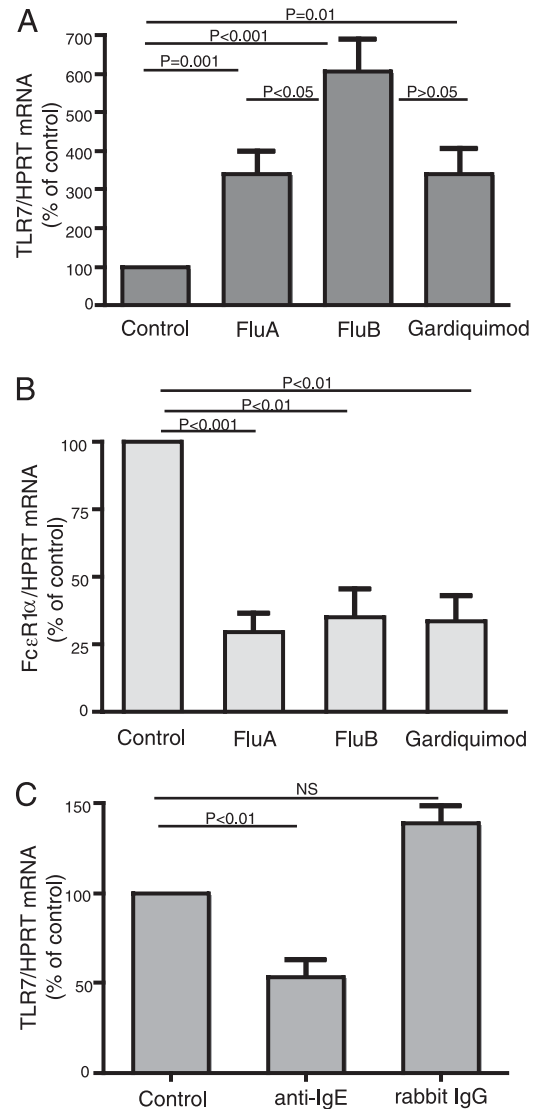 A
P=0.01
P<0.001
P=0.001
P<0.05
P>0.05
TLR7/HPRT mRNA
(% of control)
700
600
400
300
100
0
Control FluA FluB Gardiquimod
B
P<0.01
P<0.01
P<0.001
FcεR1α/HPRT mRNA
(% of control)
100
75
50
25
0
Control FluA FluB Gardiquimod
C
NS
P<0.01
TLR7/HPRT mRNA
(% of control)
150
100
50
0
Control anti-IgE rabbit IgG